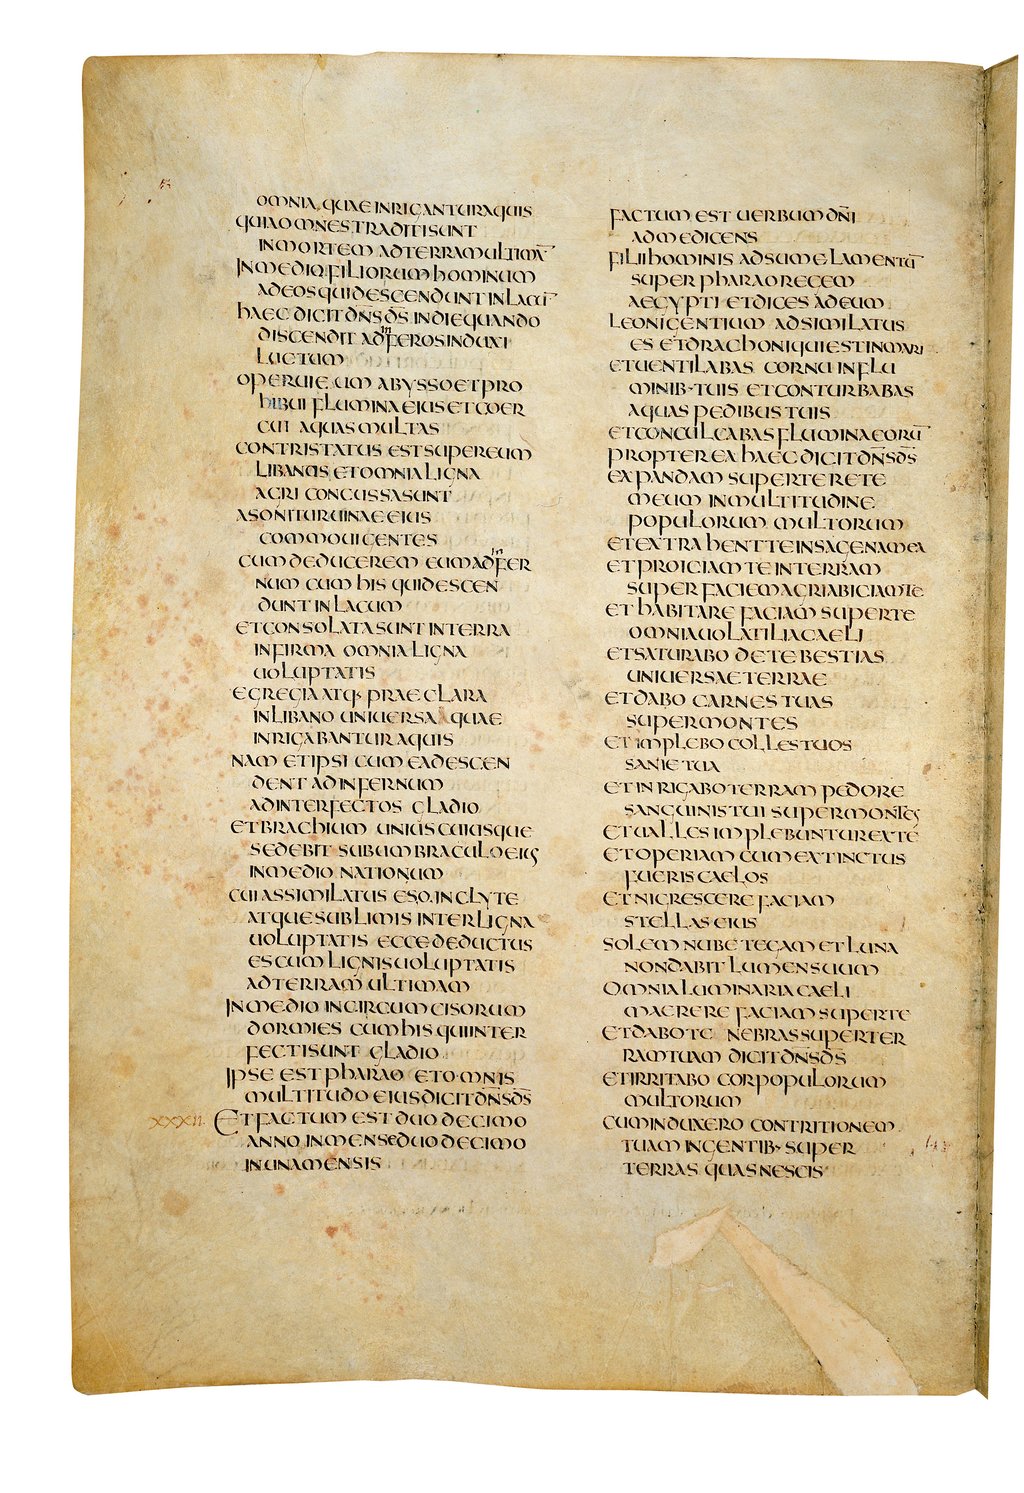 OMNIA QUAE INRIGANTUR AQUIS
QUIA OMNES TRADITI SUNT
IN MORTEM AD TERRAM ULTIMĀ
IN MEDIO FILIORUM HOMINUM
AD EOS QUI DESCENDUNT IN LACŪ
HAEC DICIT DN̄S DS̄ IN DIE QUANDO
DISCENDIT AD INFEROS INDUXI
LUCTUM
OPERUI EUM ABYSSO ET PRO
HIBUI FLUMINA EIUS ET COER
CUI AQUAS MULTAS
CONTRISTATUS EST SUPER EUM
LIBANUS ET OMNIA LIGNA
AGRI CONCUSSA SUNT
A SONITU RUINAE EIUS
COMMOUI GENTES
CUM DEDUCEREM EUM AD INFER
NUM CUM HIS QUI DESCEN
DUNT IN LACUM
ET CONSOLATA SUNT IN TERRA
INFIRMA OMNIA LIGNA
UOLUPTATIS
EGREGIA ATQ· PRAECLARA
IN LIBANO UNIUERSA QUAE
INRIGABANTUR AQUIS
NAM ET IPSI CUM EA DESCEN
DENT AD INFERNUM
AD INTERFECTOS GLADIO
ET BRACHIUM UNIUSCUIUSQUE
SEDEBIT SUB UMBRACULO EIUS
IN MEDIO NATIONUM
CUI ASSIMILATUS ES O INCLYTE
ATQUE SUBLIMIS INTER LIGNA
UOLUPTATIS ECCE DEDUCTUS
ES CUM LIGNIS UOLUPTATIS
AD TERRAM ULTIMAM
IN MEDIO INCIRCUMCISORUM
DORMIES CUM HIS QUI INTER
FECTI SUNT GLADIO
IPSE EST PHARAO ET OMNIS
MULTITUDO EIUS DICIT DN̄S DS̄
XXXII. ET FACTUM EST DUODECIMO
ANNO IN MENSE DUODECIMO
IN UNA MENSIS
FACTUM EST UERBUM DN̄I
AD ME DICENS
FILII HOMINIS ADSUME LAMENTŪ
SUPER PHARAO REGEM
AEGYPTI ET DICES AD EUM
LEONI GENTIUM ADSIMILATUS
ES ET DRACHONI QUI EST IN MARI
ET UENTILABAS CORNU IN FLU
MINIB· TUIS ET CONTURBABAS
AQUAS PEDIBUS TUIS
ET CONCULCABAS FLUMINA EORŪ
PROPTEREA HAEC DICIT DN̄S DS̄
EXPANDAM SUPER TE RETE
MEUM IN MULTITUDINE
POPULORUM MULTORUM
ET EXTRAHENT TE IN SAGENA MEA
ET PROICIAM TE IN TERRAM
SUPER FACIEM AGRI ABICIAM TE
ET HABITARE FACIAM SUPER TE
OMNIA UOLATILIA CAELI
ET SATURABO DE TE BESTIAS
UNIUERSAE TERRAE
ET DABO CARNES TUAS
SUPER MONTES
ET IMPLEBO COLLES TUOS
SANIE TUA
ET INRIGABO TERRAM PEDORE
SANGUINIS TUI SUPER MONTES
ET UALLES IMPLEBUNTUR EX TE
ET OPERIAM CUM EXTINCTUS
FUERIS CAELOS
ET NIGRESCERE FACIAM
STELLAS EIUS
SOLEM NUBE TEGAM ET LUNA
NON DABIT LUMEN SUUM
OMNIA LUMINARIA CAELI
MAERERE FACIAM SUPER TE
ET DABO TENEBRAS SUPER TER
RAM TUAM DICIT DN̄S DS̄
ET IRRITABO COR POPULORUM
MULTORUM
CUM INDUXERO CONTRITIONEM
TUAM IN GENTIB· SUPER
TERRAS QUAS NESCIS